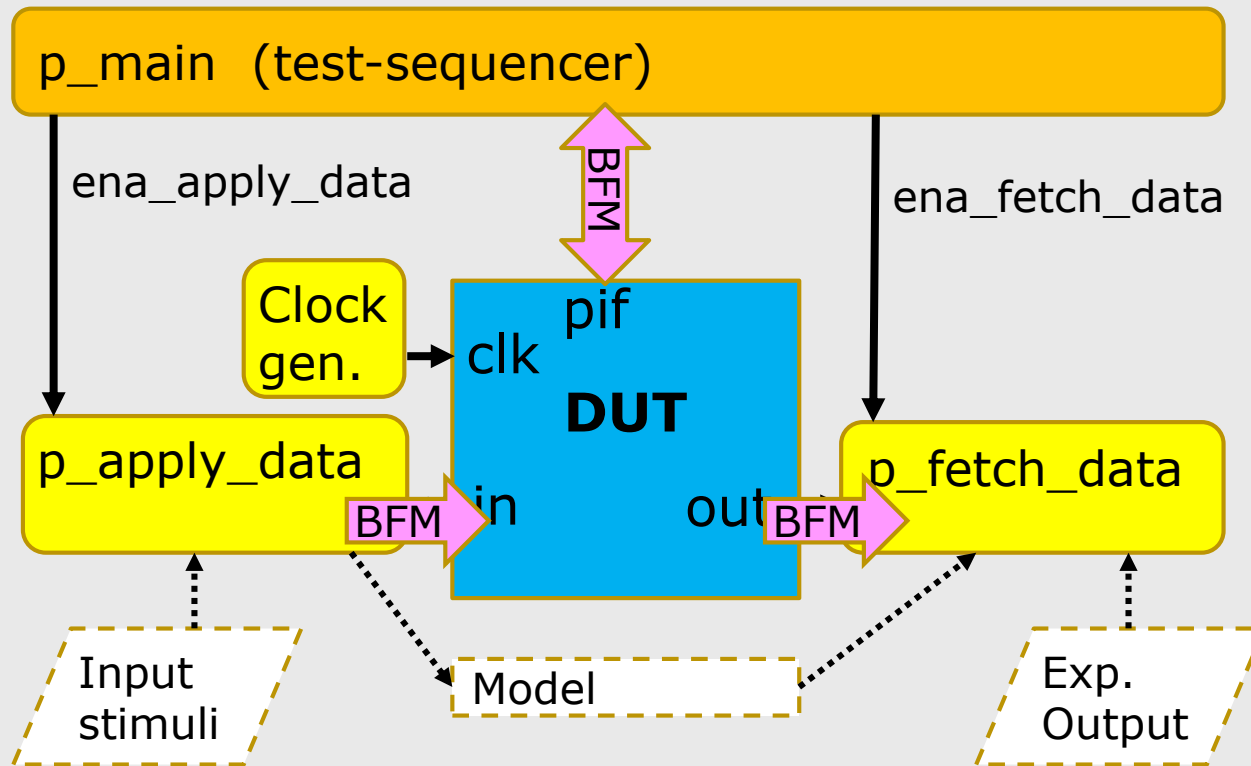 p_main (test-sequencer)
ena_apply_data
BFM
ena_fetch_data
Clock
gen.
pif
clk
DUT
p_apply_data
BFM
in
out
BFM
p_fetch_data
Input
stimuli
Model
Exp.
Output